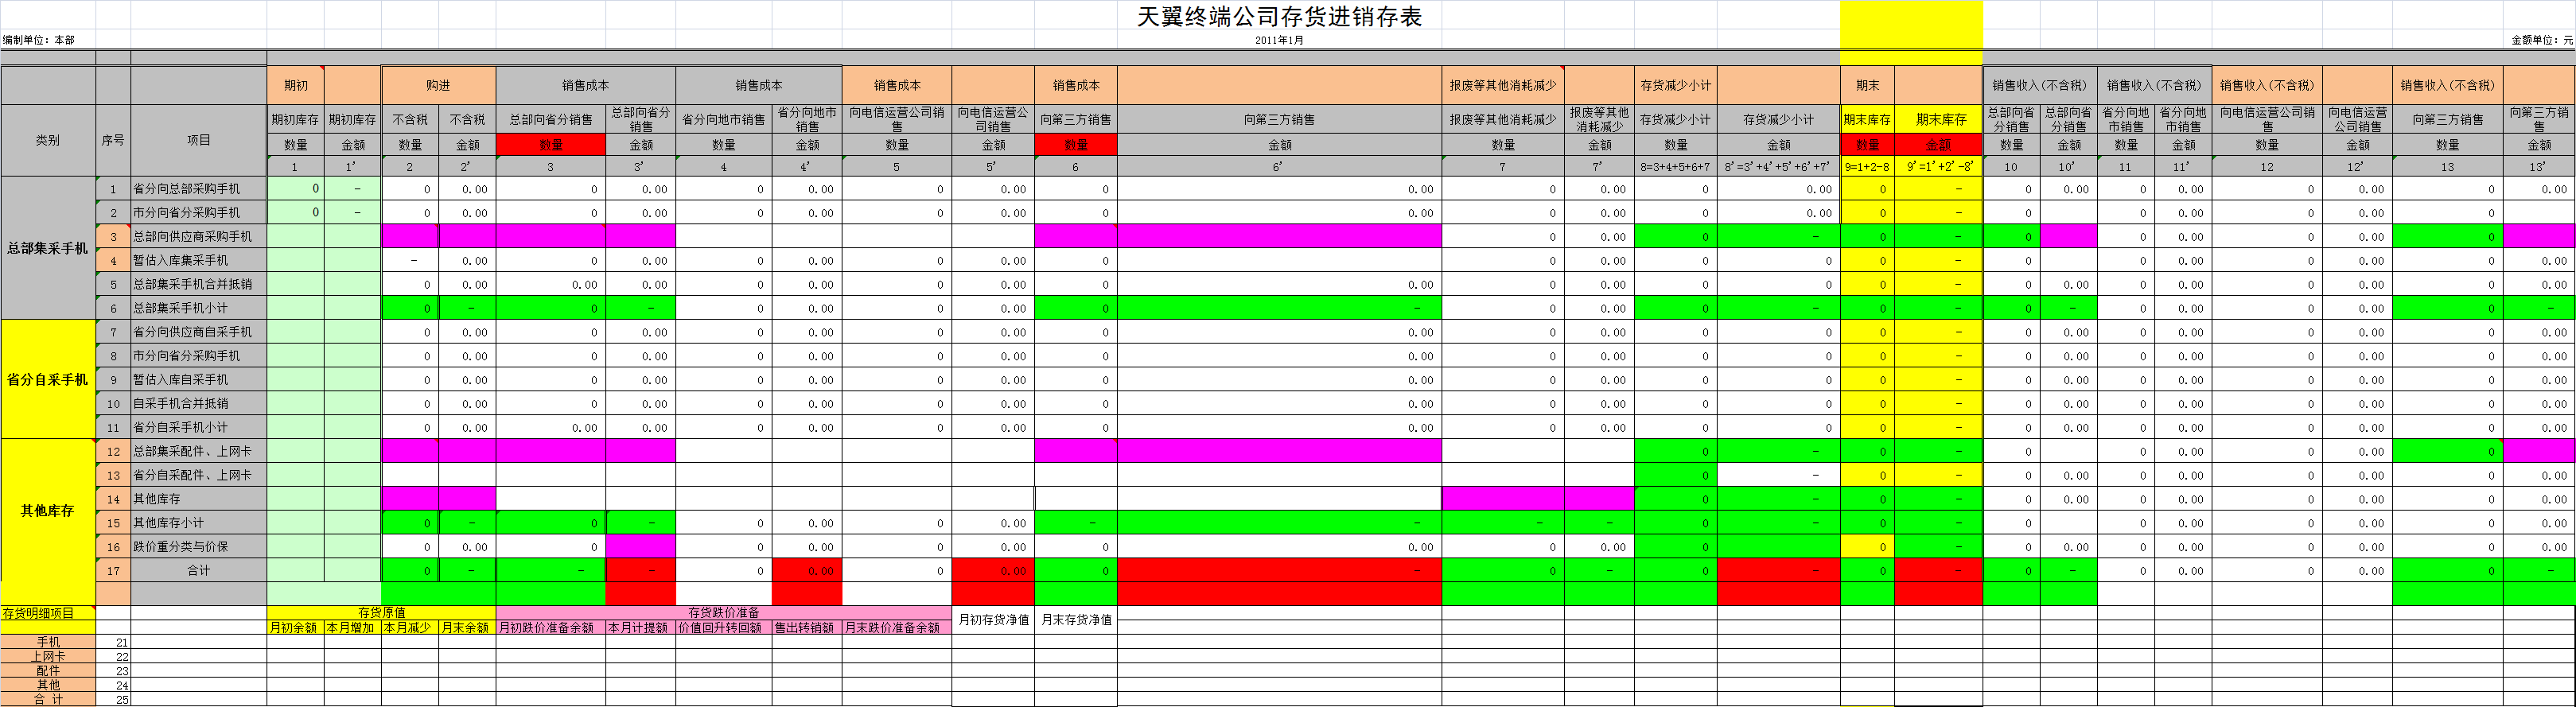 天翼终端公司存货进销存表
编制单位：本部 2011年1月 金额单位：元
期初 购进 销售成本 销售成本 销售成本 销售成本 报废等其他消耗减少 存货减少小计 期末 销售收入(不含税) 销售收入(不含税) 销售收入(不含税) 销售收入(不含税)
类别 序号 项目 期初库存 期初库存 不含税 不含税 总部向省分销售 总部向省分销售 省分向地市销售 省分向地市销售 向电信运营公司销售 向电信运营公司销售 向第三方销售 向第三方销售 报废等其他消耗减少 报废等其他消耗减少 存货减少小计 存货减少小计 期末库存 期末库存 总部向省分销售 总部向省分销售 省分向地市销售 省分向地市销售 向电信运营公司销售 向电信运营公司销售 向第三方销售 向第三方销售
数量 金额 数量 金额 数量 金额 数量 金额 数量 金额 数量 金额 数量 金额 数量 金额 数量 金额 数量 金额 数量 金额 数量 金额 数量 金额
1 1' 2 2' 3 3' 4 4' 5 5' 6 6' 7 7' 8=3+4+5+6+7 8'=3'+4'+5'+6'+7' 9=1+2-8 9'=1'+2'-8' 10 10' 11 11' 12 12' 13 13'
总部集采手机
1 省分向总部采购手机 0 - 0 0.00 0 0.00 0 0.00 0 0.00 0 0.00 0 0.00 0 0.00 0 - 0 0.00 0 0.00 0 0.00 0 0.00
2 市分向省分采购手机 0 - 0 0.00 0 0.00 0 0.00 0 0.00 0 0.00 0 0.00 0 0.00 0 - 0 0 0.00 0 0.00 0
3 总部向供应商采购手机 0 0.00 0 - 0 - 0 0 0.00 0 0.00 0
4 暂估入库集采手机 - 0.00 0 0.00 0 0.00 0 0.00 0 0 0.00 0 0 0 - 0 0 0.00 0 0.00 0 0.00
5 总部集采手机合并抵销 0 0.00 0.00 0.00 0 0.00 0 0.00 0 0.00 0 0.00 0 0 0 - 0 0.00 0 0.00 0 0.00 0 0.00
6 总部集采手机小计 0 - 0 - 0 0.00 0 0.00 0 - 0 0.00 0 - 0 - 0 - 0 0.00 0 0.00 0 -
省分自采手机
7 省分向供应商自采手机 0 0.00 0 0.00 0 0.00 0 0.00 0 0.00 0 0.00 0 0 0 - 0 0.00 0 0.00 0 0.00 0 0.00
8 市分向省分采购手机 0 0.00 0 0.00 0 0.00 0 0.00 0 0.00 0 0.00 0 0 0 - 0 0.00 0 0.00 0 0.00 0 0.00
9 暂估入库自采手机 0 0.00 0 0.00 0 0.00 0 0.00 0 0.00 0 0.00 0 0 0 - 0 0.00 0 0.00 0 0.00 0 0.00
10 自采手机合并抵销 0 0.00 0 0.00 0 0.00 0 0.00 0 0.00 0 0.00 0 0 0 - 0 0.00 0 0.00 0 0.00 0 0.00
11 省分自采手机小计 0 0.00 0.00 0.00 0 0.00 0 0.00 0 0.00 0 0.00 0 0 0 - 0 0.00 0 0.00 0 0.00 0 0.00
其他库存
12 总部集采配件、上网卡 0 - 0 - 0 0 0.00 0 0.00 0
13 省分自采配件、上网卡 0 - 0 - 0 0.00 0 0.00 0 0.00 0 0.00
14 其他库存 0 - 0 - 0 0.00 0 0.00 0 0.00 0 0.00
15 其他库存小计 0 - 0 - 0 0.00 0 0.00 - - - - 0 - 0 - 0 0 0.00 0 0.00 0 0.00
16 跌价重分类与价保 0 0.00 0 0 0.00 0 0.00 0 0.00 0 0.00 0 0 - 0 0.00 0 0.00 0 0.00 0 0.00
17 合计 0 - - - 0 0.00 0 0.00 0 - 0 - 0 - 0 - 0 - 0 0.00 0 0.00 0 -
存货明细项目 存货原值 存货跌价准备 月初存货净值 月末存货净值
月初余额 本月增加 本月减少 月末余额 月初跌价准备余额 本月计提额 价值回升转回额 售出转销额 月末跌价准备余额
手机 21
上网卡 22
配件 23
其他 24
合 计 25